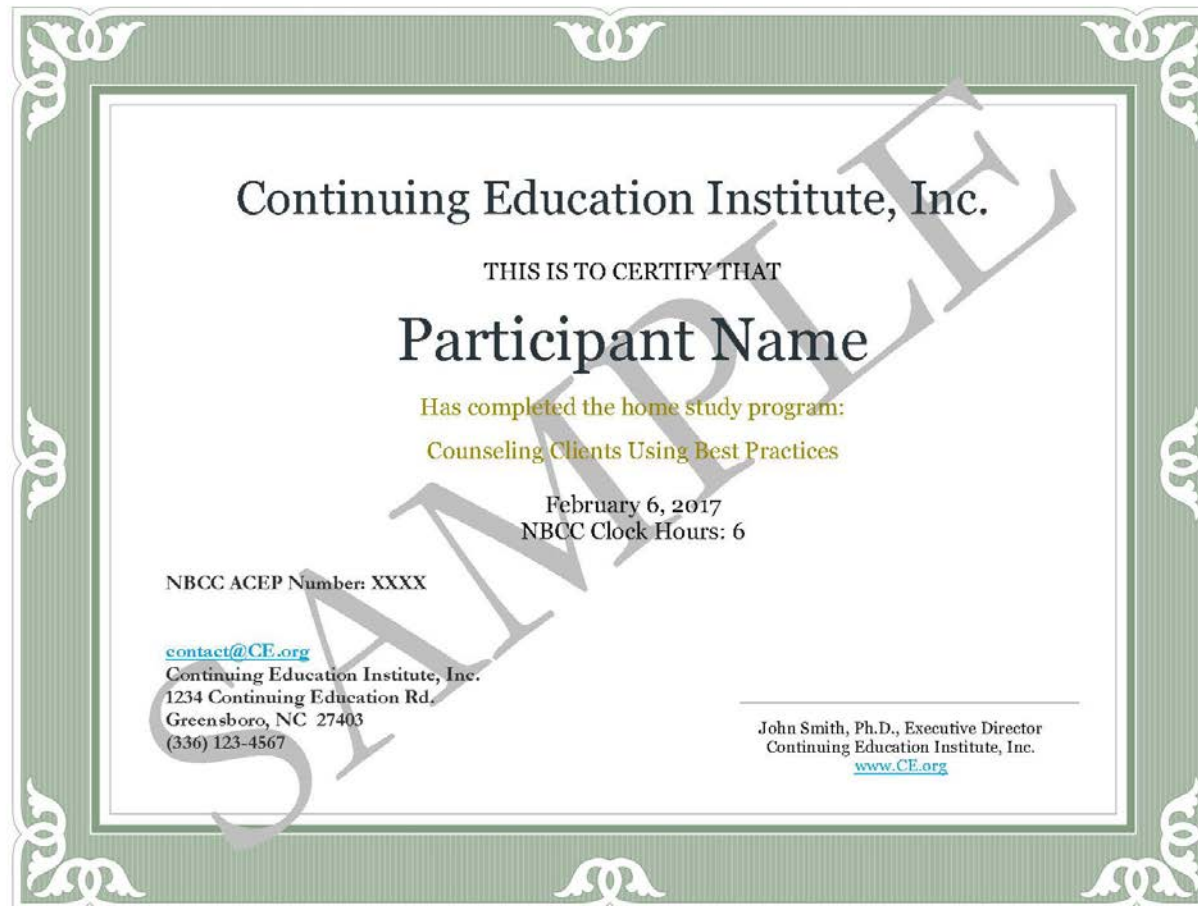 Continuing Education Institute, Inc.
THIS IS TO CERTIFY THAT
Participant Name
Has completed the home study program:
Counseling Clients Using Best Practices
February 6, 2017
NBCC Clock Hours: 6
NBCC ACEP Number: XXXX
contact@CE.org
Continuing Education Institute, Inc.
1234 Continuing Education Rd.
Greensboro, NC 27403
(336) 123-4567
John Smith, Ph.D., Executive Director
Continuing Education Institute, Inc.
www.CE.org
SAMPLE